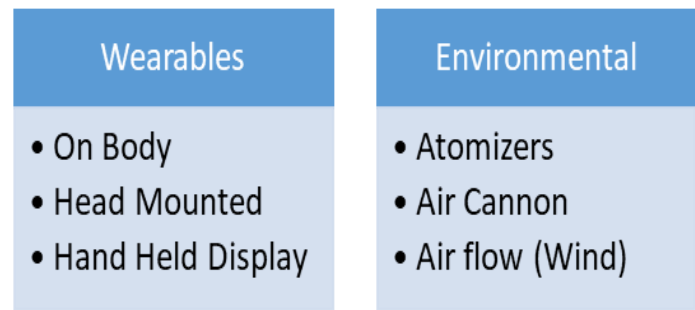 Wearables
• On Body
• Head Mounted
• Hand Held Display
Environmental
• Atomizers
• Air Cannon
• Air flow (Wind)